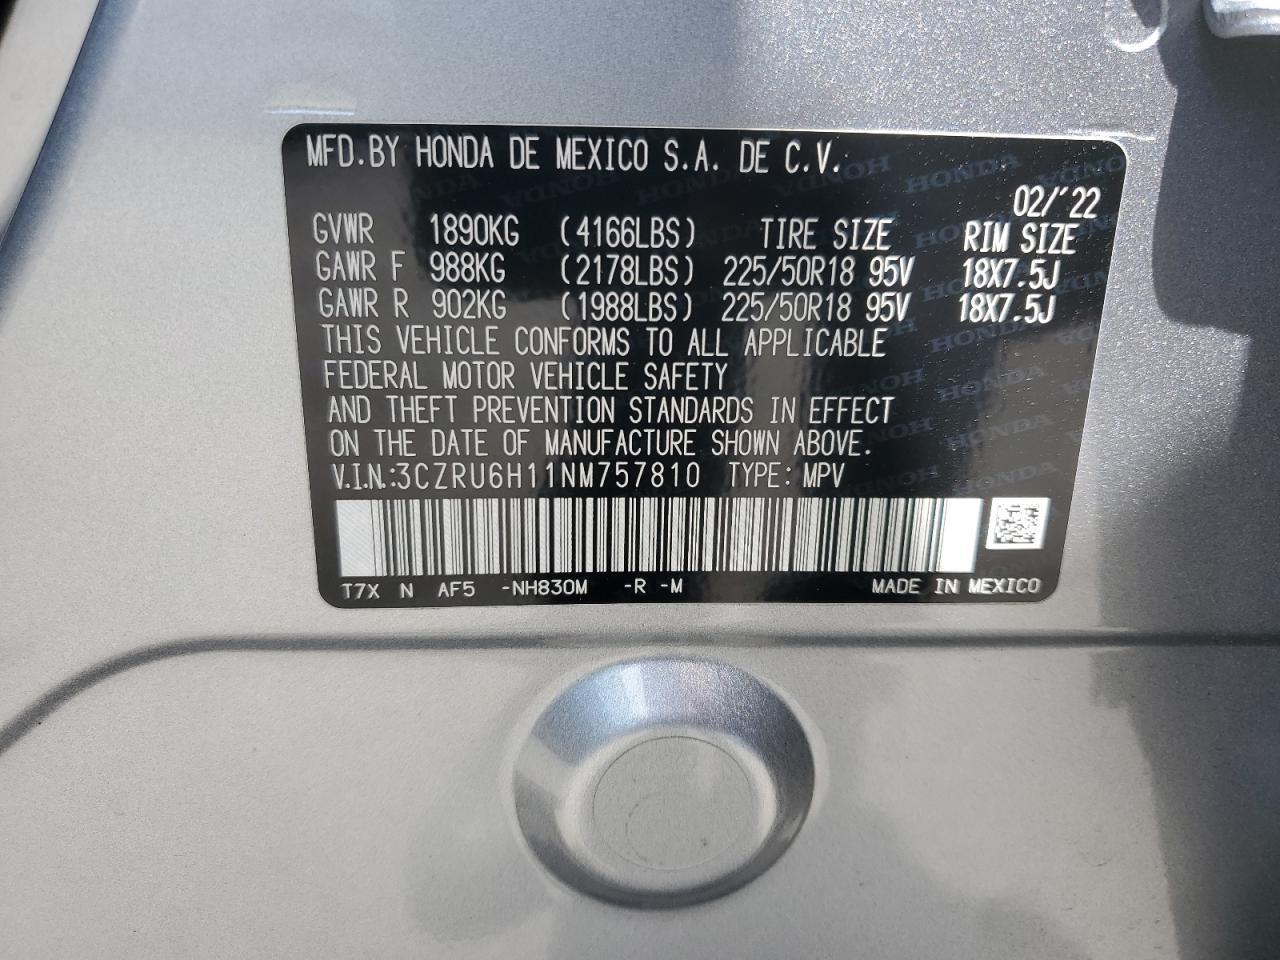 MFD.BY HONDA DE MEXICO S.A. DE C.V.
02/'22
GVWR 1890KG (4166LBS) TIRE SIZE RIM SIZE
GAWR F 988KG (2178LBS) 225/50R18 95V 18X7.5J
GAWR R 902KG (1988LBS) 225/50R18 95V 18X7.5J
THIS VEHICLE CONFORMS TO ALL APPLICABLE
FEDERAL MOTOR VEHICLE SAFETY
AND THEFT PREVENTION STANDARDS IN EFFECT
ON THE DATE OF MANUFACTURE SHOWN ABOVE.
V.I.N.:3CZRU6H11NM757810 TYPE: MPV
T7X N AF5 -NH830M -R -M MADE IN MEXICO